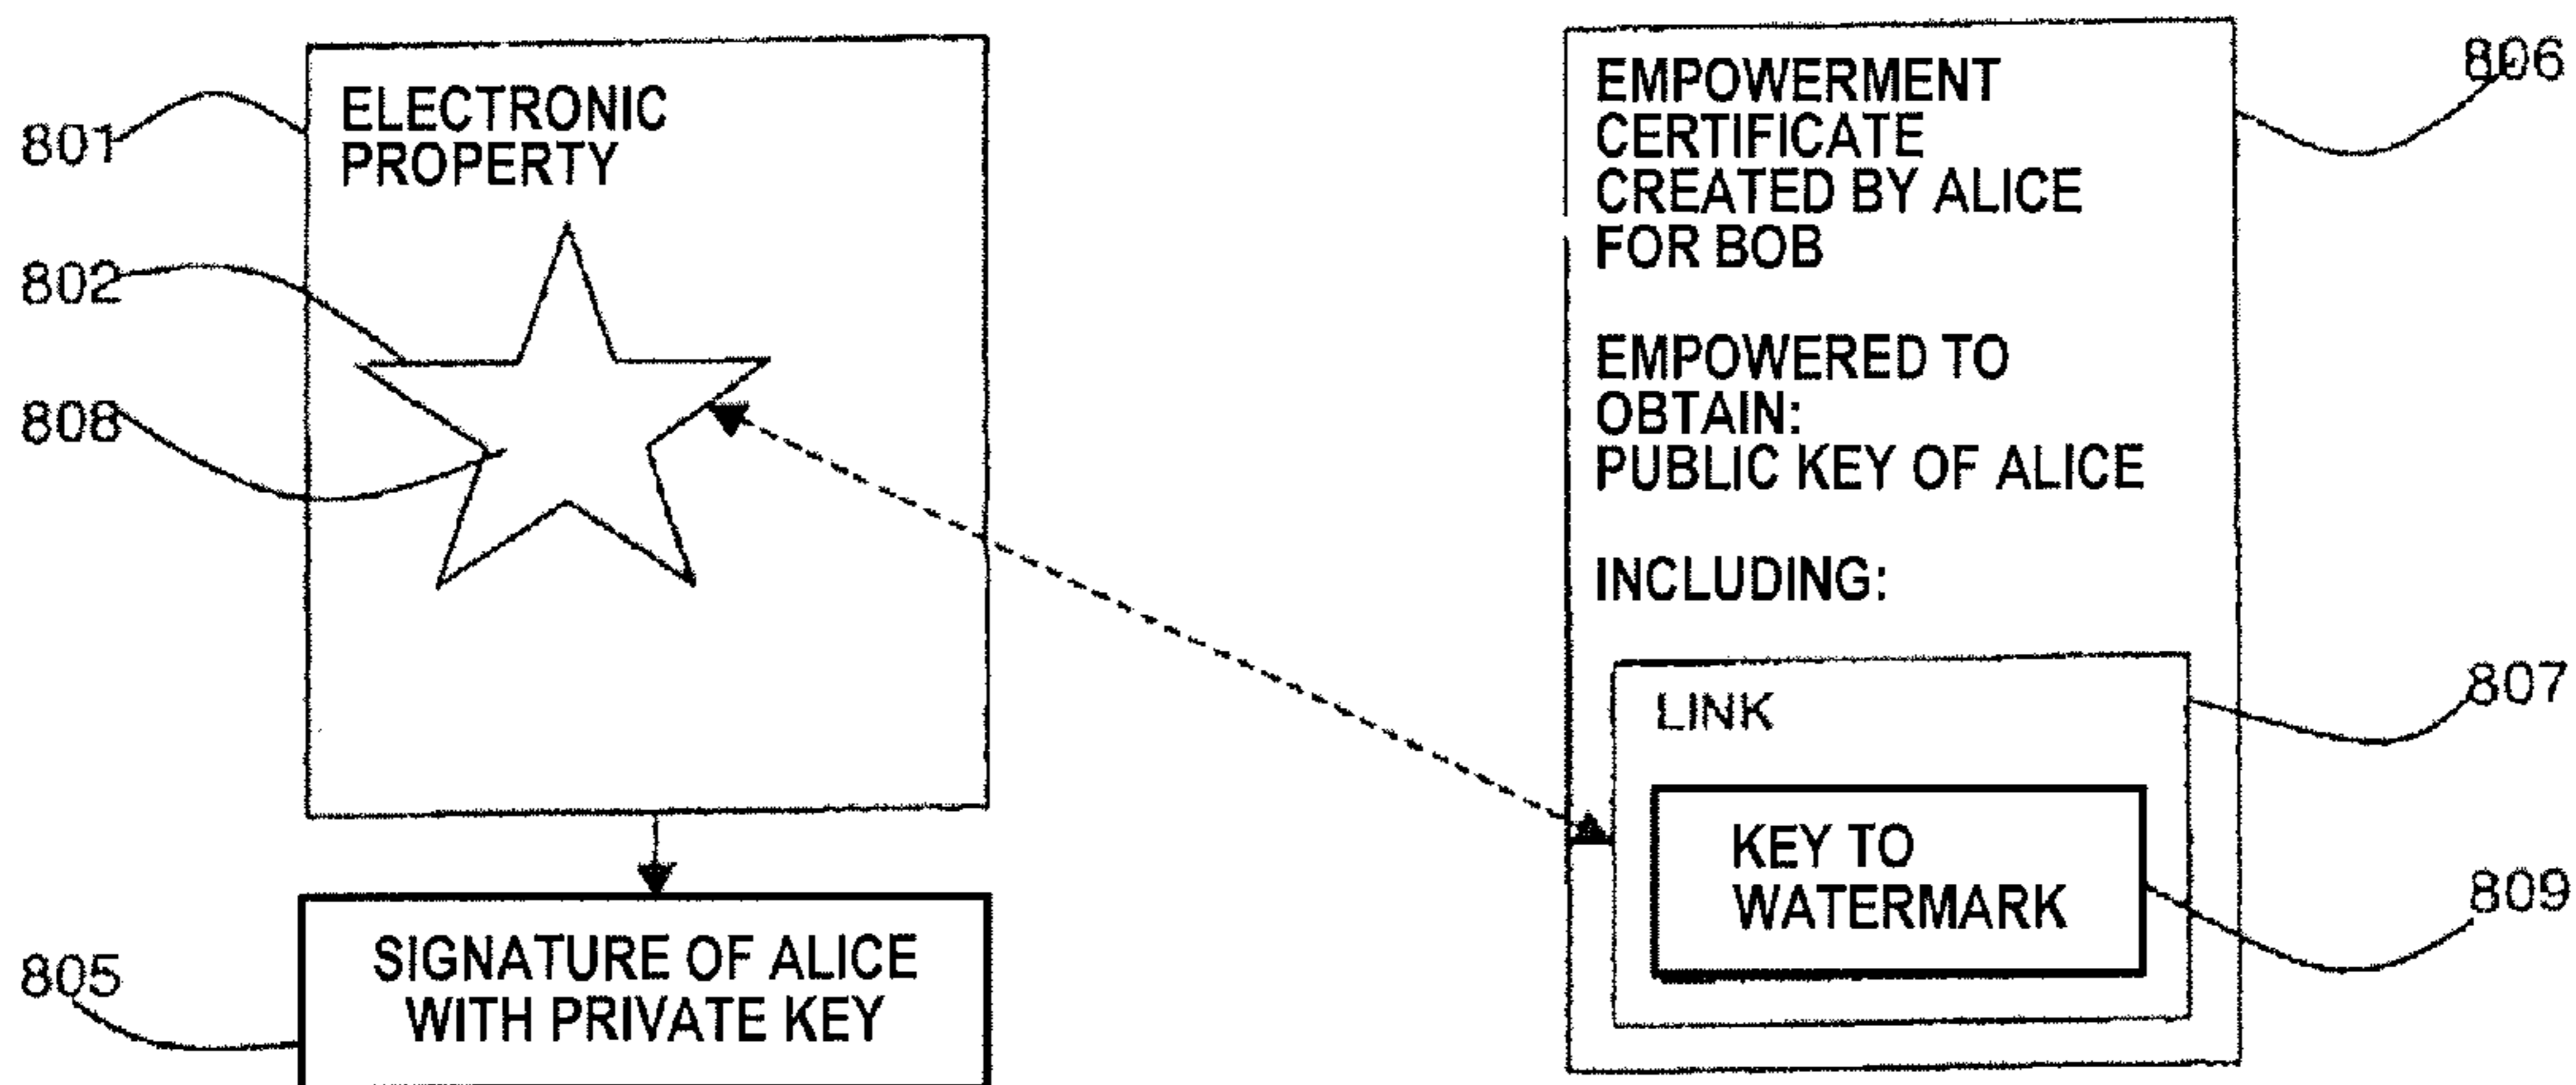 801
ELECTRONIC
PROPERTY
802
808
SIGNATURE OF ALICE
WITH PRIVATE KEY
805
EMPOWERMENT
CERTIFICATE
CREATED BY ALICE
FOR BOB
EMPOWERED TO
OBTAIN:
PUBLIC KEY OF ALICE
INCLUDING:
LINK
KEY TO
WATERMARK
806
807
809